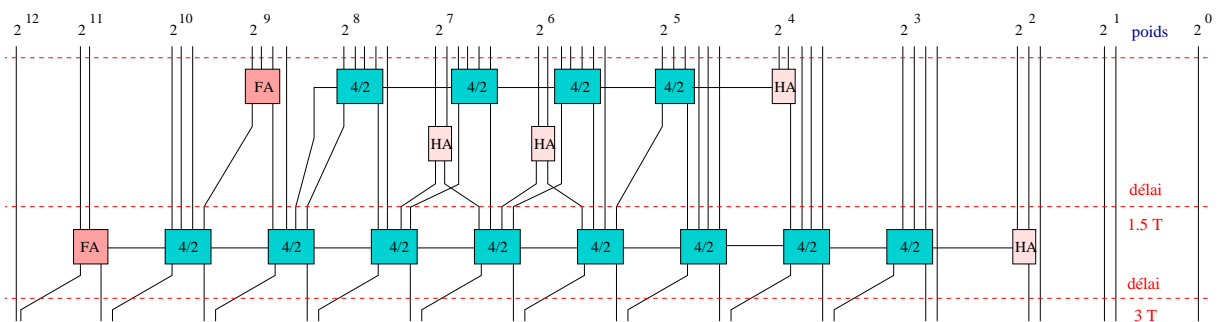 2^12 2^11 2^10 2^9 2^8 2^7 2^6 2^5 2^4 2^3 2^2 2^1 poids 2^0
FA 4/2 4/2 4/2 4/2 HA
HA HA
délai
1.5 T
FA 4/2 4/2 4/2 4/2 4/2 4/2 4/2 4/2 HA
délai
3 T